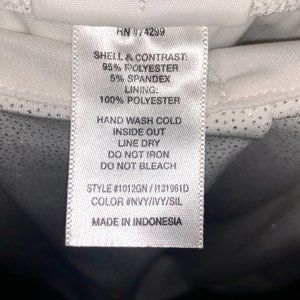 RN #74299
SHELL & CONTRAST:
95% POLYESTER
5% SPANDEX
LINING:
100% POLYESTER
HAND WASH COLD
INSIDE OUT
LINE DRY
DO NOT IRON
DO NOT BLEACH
STYLE #1012GN / I131961D
COLOR #NVY/IVY/SIL
MADE IN INDONESIA